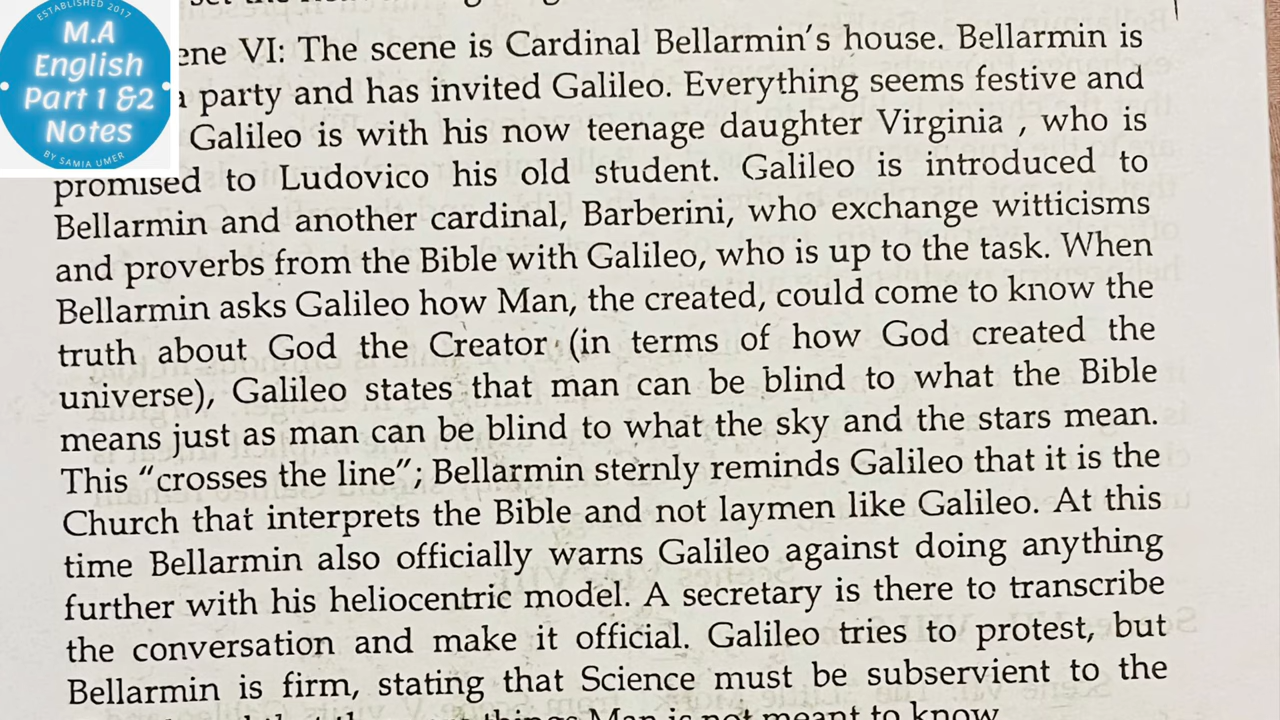 ESTABLISHED 2017
M.A
English
Part 1 &2
Notes
BY SAMIA UMER
ene VI: The scene is Cardinal Bellarmin's house. Bellarmin is
a party and has invited Galileo. Everything seems festive and
Galileo is with his now teenage daughter Virginia , who is
promised to Ludovico his old student. Galileo is introduced to
Bellarmin and another cardinal, Barberini, who exchange witticisms
and proverbs from the Bible with Galileo, who is up to the task. When
Bellarmin asks Galileo how Man, the created, could come to know the
truth about God the Creator (in terms of how God created the
universe), Galileo states that man can be blind to what the Bible
means just as man can be blind to what the sky and the stars mean.
This "crosses the line"; Bellarmin sternly reminds Galileo that it is the
Church that interprets the Bible and not laymen like Galileo. At this
time Bellarmin also officially warns Galileo against doing anything
further with his heliocentric model. A secretary is there to transcribe
the conversation and make it official. Galileo tries to protest, but
Bellarmin is firm, stating that Science must be subservient to the
things Man is not meant to know